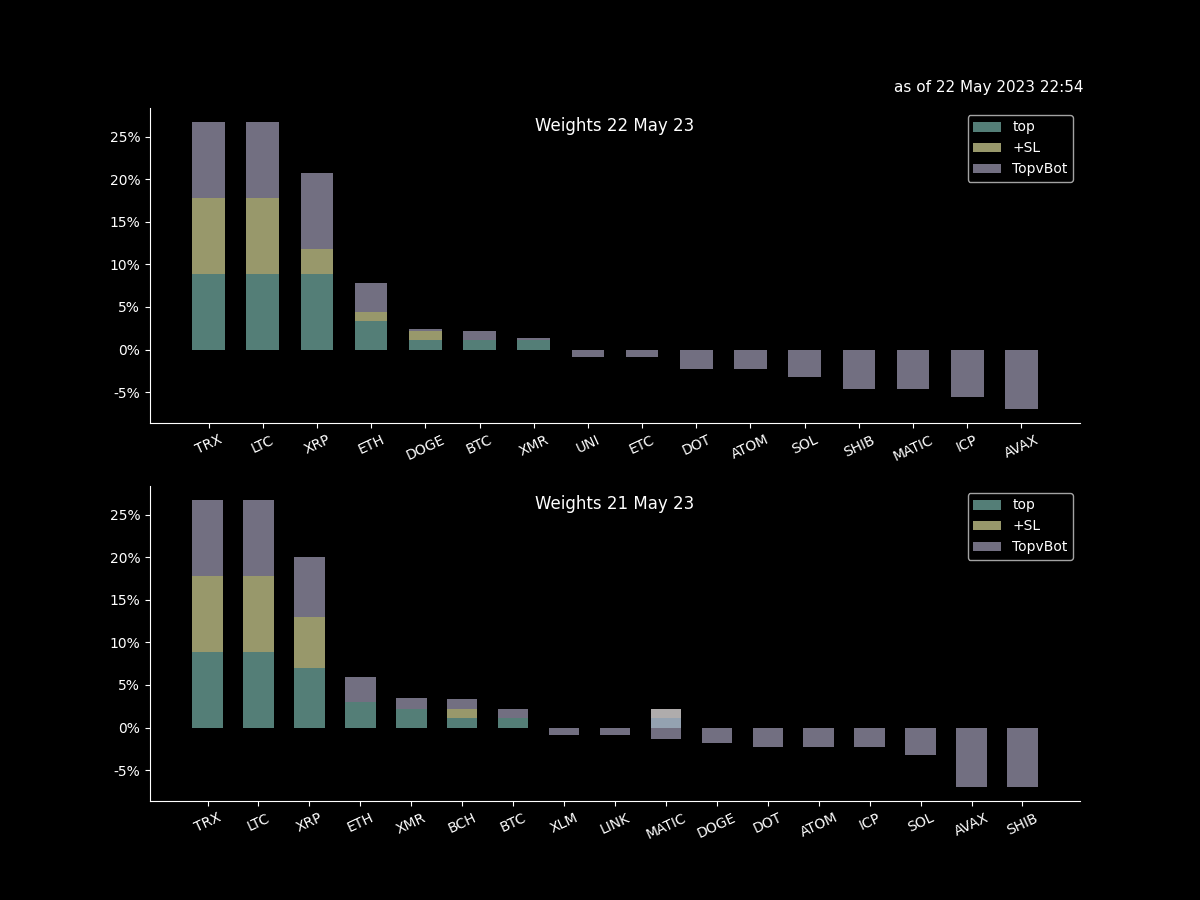 as of 22 May 2023 22:54
Weights 22 May 23
top
+SL
TopvBot
25%
20%
15%
10%
5%
0%
-5%
TRX LTC XRP ETH DOGE BTC XMR UNI ETC DOT ATOM SOL SHIB MATIC ICP AVAX
Weights 21 May 23
top
+SL
TopvBot
25%
20%
15%
10%
5%
0%
-5%
TRX LTC XRP ETH XMR BCH BTC XLM LINK MATIC DOGE DOT ATOM ICP SOL AVAX SHIB